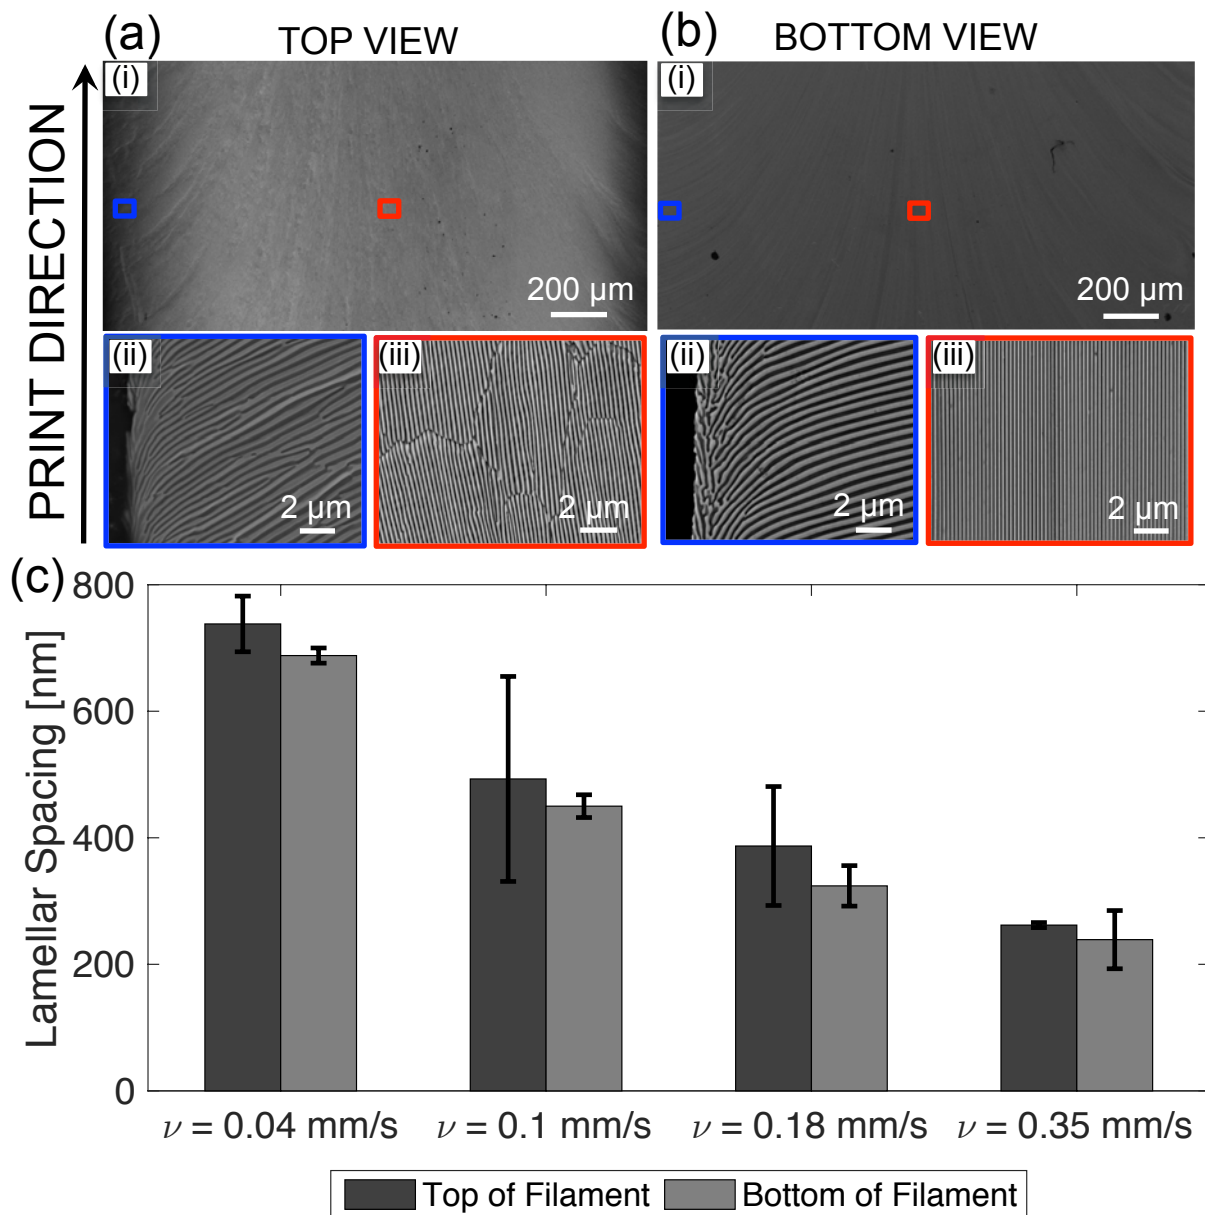 (a)
TOP VIEW
(b)
BOTTOM VIEW
PRINT DIRECTION
(i)
200 µm
(i)
200 µm
(ii)
2 µm
(iii)
2 µm
(ii)
2 µm
(iii)
2 µm
(c)
Lamellar Spacing [nm]
800
600
400
200
0
ν = 0.04 mm/s
ν = 0.1 mm/s
ν = 0.18 mm/s
ν = 0.35 mm/s
Top of Filament
Bottom of Filament